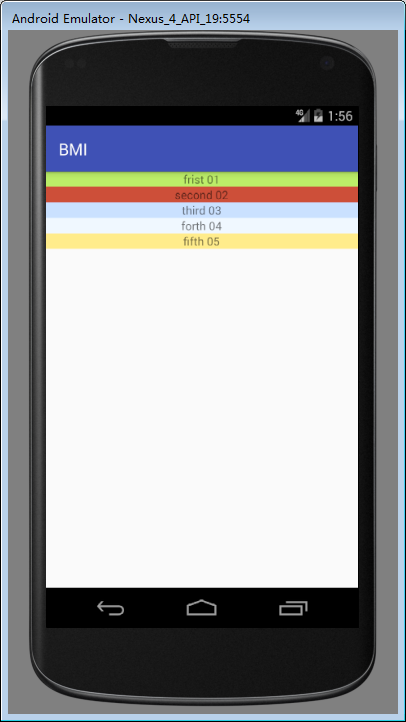 Android Emulator - Nexus_4_API_19:5554
4G 1:56
BMI
frist 01
second 02
third 03
forth 04
fifth 05